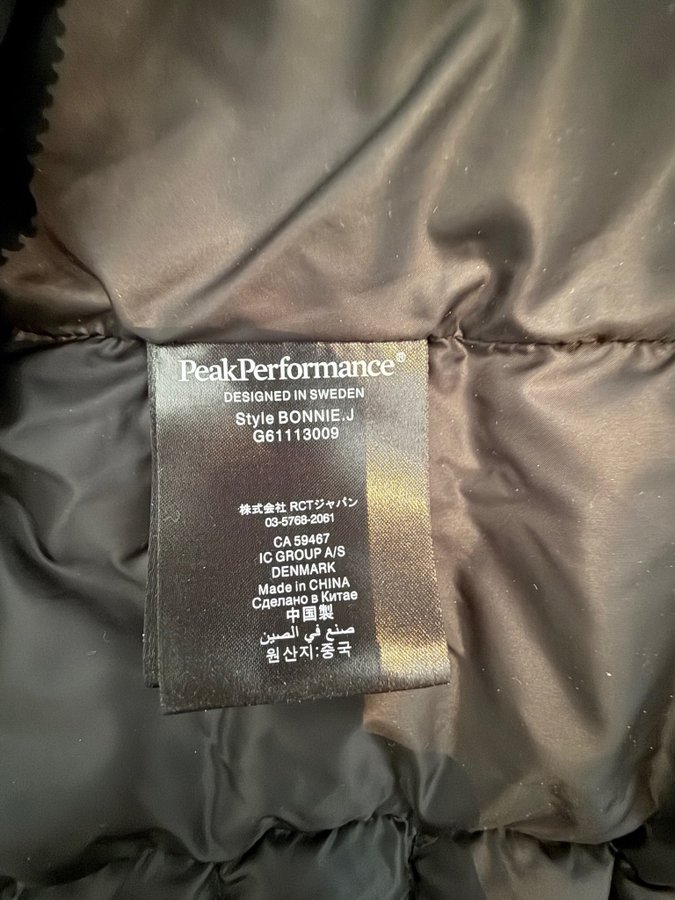 PeakPerformance®
DESIGNED IN SWEDEN
Style BONNIE.J
G61113009
株式会社 RCTジャパン
03-5768-2061
CA 59467
IC GROUP A/S
DENMARK
Made in CHINA
Сделано в Китае
中国製
صنع في الصين
원산지:중국